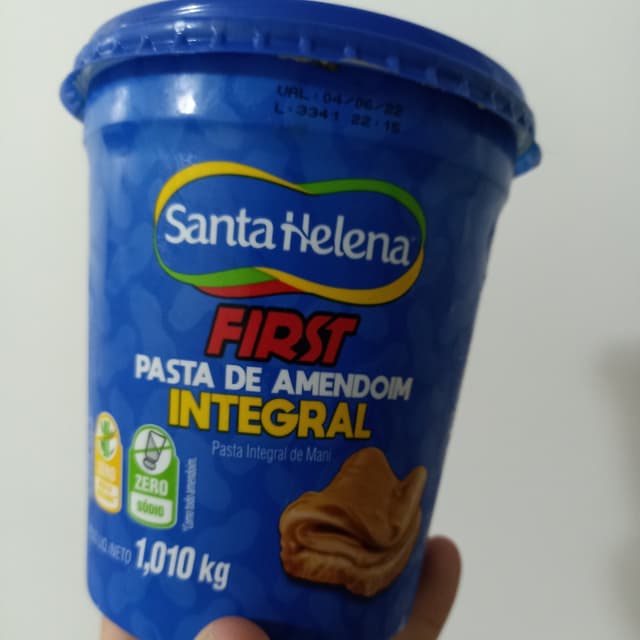 VAL: 04/06/22
L: 3341 22:15
Santa Helena
FIRST
PASTA DE AMENDOIM
INTEGRAL
Pasta Integral de Maní
ZERO
SÓDIO
NETO 1,010 kg